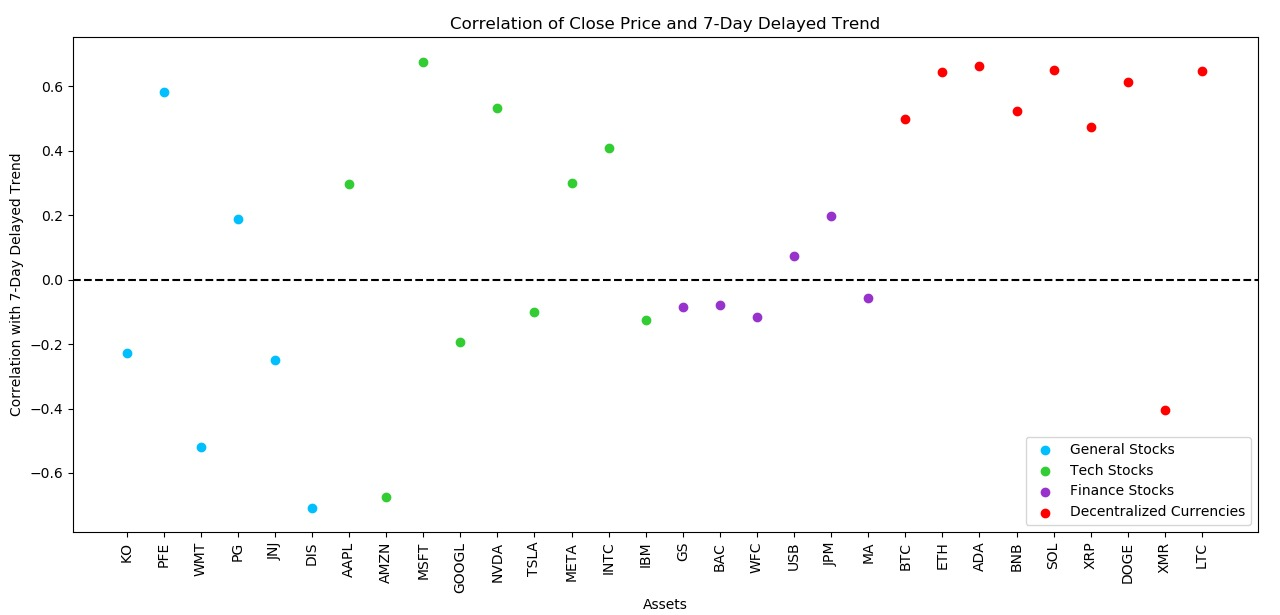 Correlation of Close Price and 7-Day Delayed Trend
Correlation with 7-Day Delayed Trend
0.6
0.4
0.2
0.0
−0.2
−0.4
−0.6
General Stocks
Tech Stocks
Finance Stocks
Decentralized Currencies
KO
PFE
WMT
PG
JNJ
DIS
AAPL
AMZN
MSFT
GOOGL
NVDA
TSLA
META
INTC
IBM
GS
BAC
WFC
USB
JPM
MA
BTC
ETH
ADA
BNB
SOL
XRP
DOGE
XMR
LTC
Assets